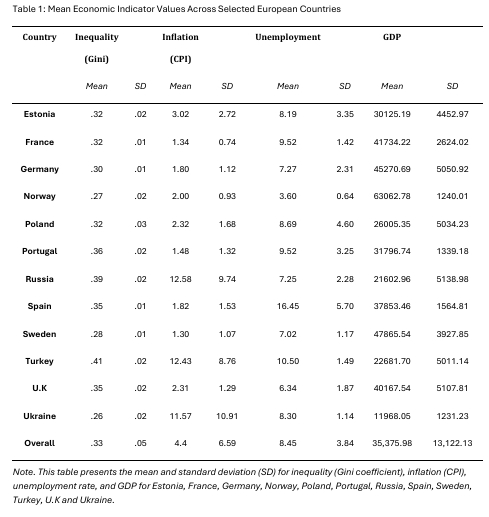 Table 1: Mean Economic Indicator Values Across Selected European Countries
Country Inequality (Gini) Inflation (CPI) Unemployment GDP
Mean SD Mean SD Mean SD Mean SD
Estonia .32 .02 3.02 2.72 8.19 3.35 30125.19 4452.97
France .32 .01 1.34 0.74 9.52 1.42 41734.22 2624.02
Germany .30 .01 1.80 1.12 7.27 2.31 45270.69 5050.92
Norway .27 .02 2.00 0.93 3.60 0.64 63062.78 1240.01
Poland .32 .03 2.32 1.68 8.69 4.60 26005.35 5034.23
Portugal .36 .02 1.48 1.32 9.52 3.25 31796.74 1339.18
Russia .39 .02 12.58 9.74 7.25 2.28 21602.96 5138.98
Spain .35 .01 1.82 1.53 16.45 5.70 37853.46 1564.81
Sweden .28 .01 1.30 1.07 7.02 1.17 47865.54 3927.85
Turkey .41 .02 12.43 8.76 10.50 1.49 22681.70 5011.14
U.K .35 .02 2.31 1.29 6.34 1.87 40167.54 5107.81
Ukraine .26 .02 11.57 10.91 8.30 1.14 11968.05 1231.23
Overall .33 .05 4.4 6.59 8.45 3.84 35,375.98 13,122.13
Note. This table presents the mean and standard deviation (SD) for inequality (Gini coefficient), inflation (CPI),
unemployment rate, and GDP for Estonia, France, Germany, Norway, Poland, Portugal, Russia, Spain, Sweden,
Turkey, U.K and Ukraine.